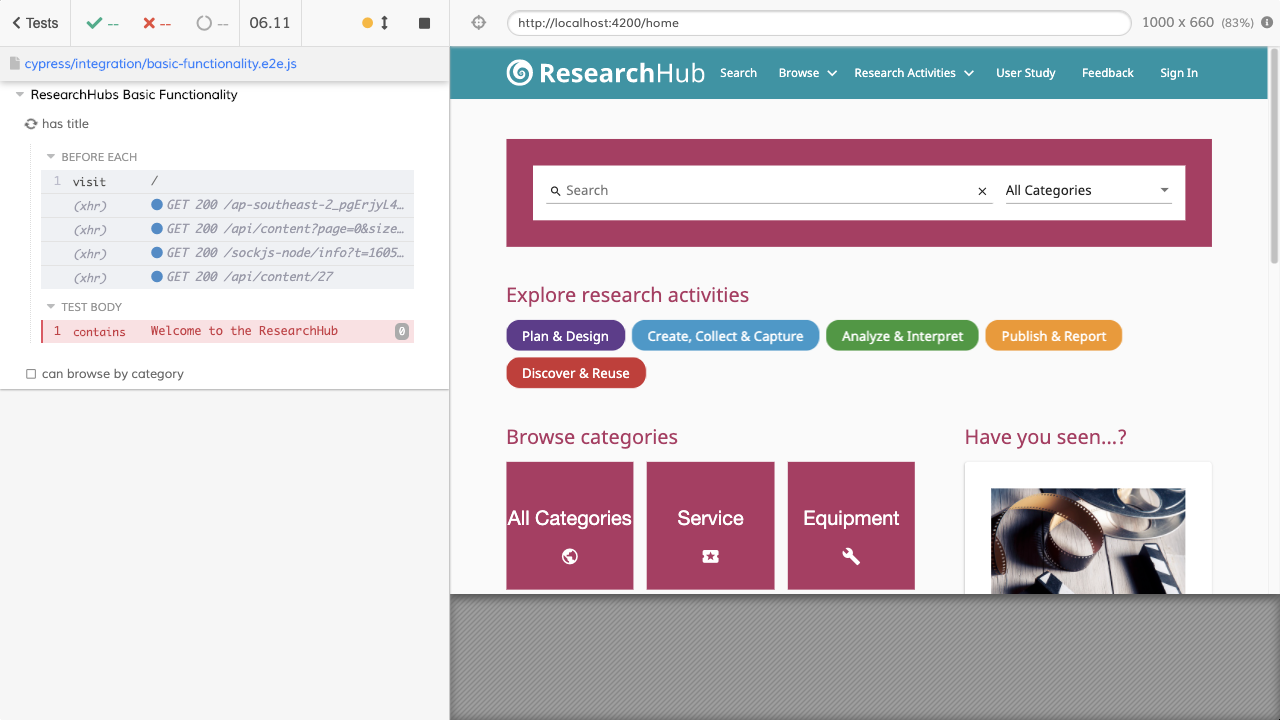 Tests -- -- -- 06.11
http://localhost:4200/home 1000 x 660 (83%)
cypress/integration/basic-functionality.e2e.js
ResearchHubs Basic Functionality
has title
BEFORE EACH
1 visit /
(xhr) GET 200 /ap-southeast-2_pgErjyL4…
(xhr) GET 200 /api/content?page=0&size…
(xhr) GET 200 /sockjs-node/info?t=1605…
(xhr) GET 200 /api/content/27
TEST BODY
1 contains Welcome to the ResearchHub 0
can browse by category
ResearchHub Search Browse Research Activities User Study Feedback Sign In
Search All Categories
Explore research activities
Plan & Design Create, Collect & Capture Analyze & Interpret Publish & Report
Discover & Reuse
Browse categories
All Categories Service Equipment
Have you seen...?